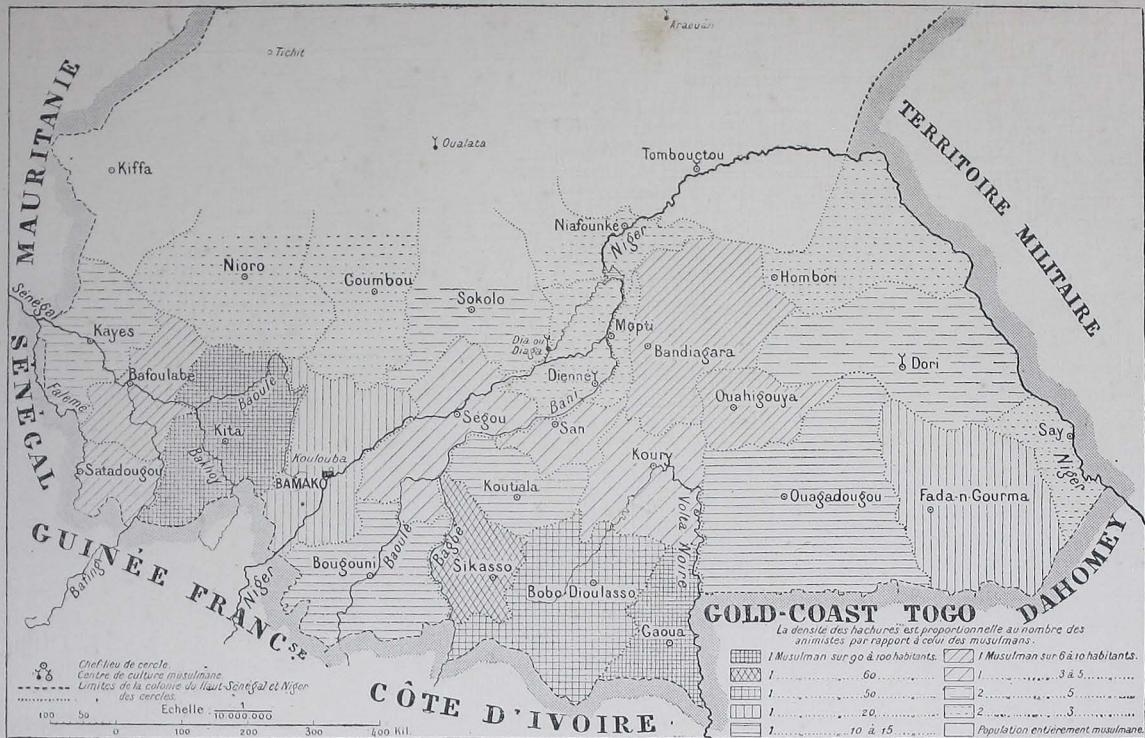 Araouán
Tichit
MAURITANIE
TERRITOIRE MILITAIRE
Oualata
Kiffa
Tombouctou
Niafounké
Niger
Nioro
Goumbou
Hombori
Sokolo
Sénégal
Kayes
Mopti
Dia ou
Diaga
Bandiagara
Dori
SÉNÉGAL
Bafoulabé
Dienné
Falémé
Baoulé
Bani
Ouahigouya
Ségou
San
Kita
Say
Koulouba
Koury
Satadougou
Bakhoy
BAMAKO
Niger
Koutiala
Ouagadougou
Fada-n-Gourma
Volta Noire
GUINÉE FRANCSE
Bafing
Niger
Bougouni
Baoulé
Bagbé
Sikasso
Bobo Dioulasso
Gaoua
GOLD-COAST TOGO DAHOMEY
La densité des hachures est proportionnelle au nombre des
animistes par rapport à celui des musulmans.
1 Musulman sur 90 à 100 habitants.
1 60
1 50
1 20
1 10 à 15
1 Musulman sur 6 à 10 habitants.
1 3 à 5
2 5
2 3
Population entièrement musulmane
Chef-lieu de cercle.
Centre de culture musulmane.
Limites de la colonie du Haut-Sénégal et Niger
des cercles.
Echelle : 1
10.000.000
100 50 0 100 200 300 400 Kil.
CÔTE D'IVOIRE